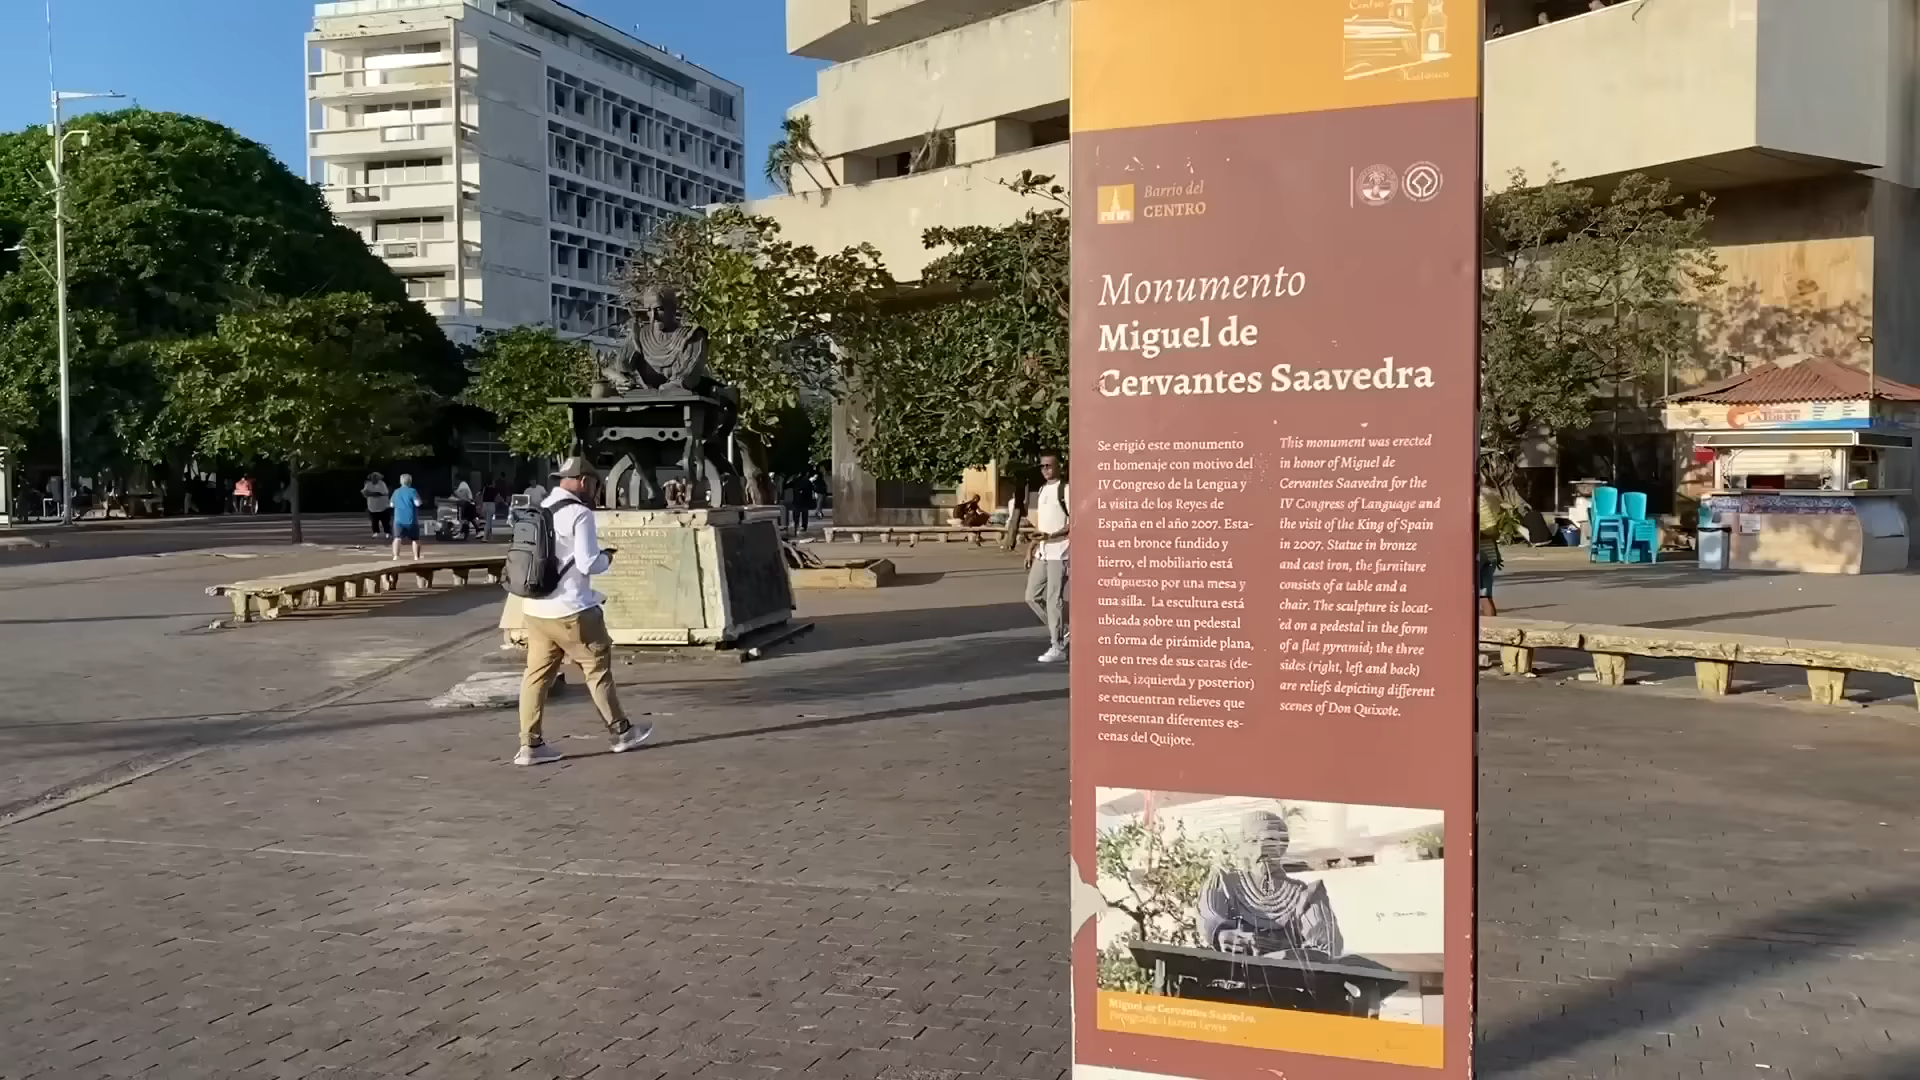 Centro
Histórico
Barrio del
CENTRO
Monumento
Miguel de
Cervantes Saavedra
Se erigió este monumento
en homenaje con motivo del
IV Congreso de la Lengua y
la visita de los Reyes de
España en el año 2007. Esta-
tua en bronce fundido y
hierro, el mobiliario está
compuesto por una mesa y
una silla. La escultura está
ubicada sobre un pedestal
en forma de pirámide plana,
que en tres de sus caras (de-
recha, izquierda y posterior)
se encuentran relieves que
representan diferentes es-
cenas del Quijote.
This monument was erected
in honor of Miguel de
Cervantes Saavedra for the
IV Congress of Language and
the visit of the King of Spain
in 2007. Statue in bronze
and cast iron, the furniture
consists of a table and a
chair. The sculpture is locat-
ed on a pedestal in the form
of a flat pyramid; the three
sides (right, left and back)
are reliefs depicting different
scenes of Don Quixote.
Miguel de Cervantes Saavedra.
A CERVANTES